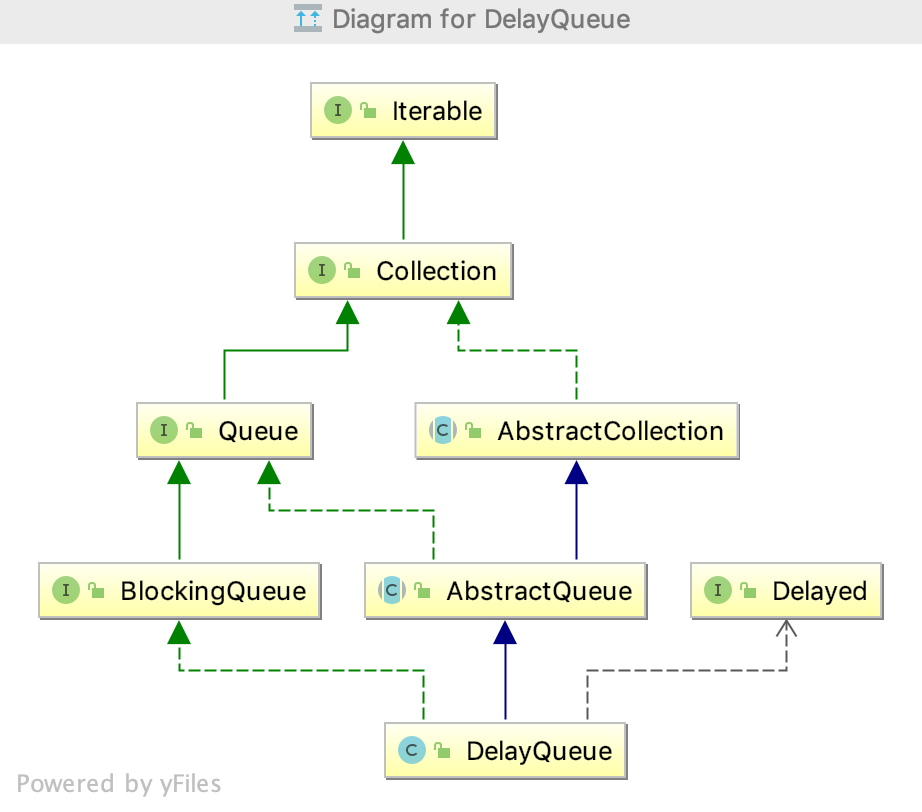 Diagram for DelayQueue
I Iterable
I Collection
I Queue
C AbstractCollection
I BlockingQueue
C AbstractQueue
I Delayed
C DelayQueue
Powered by yFiles